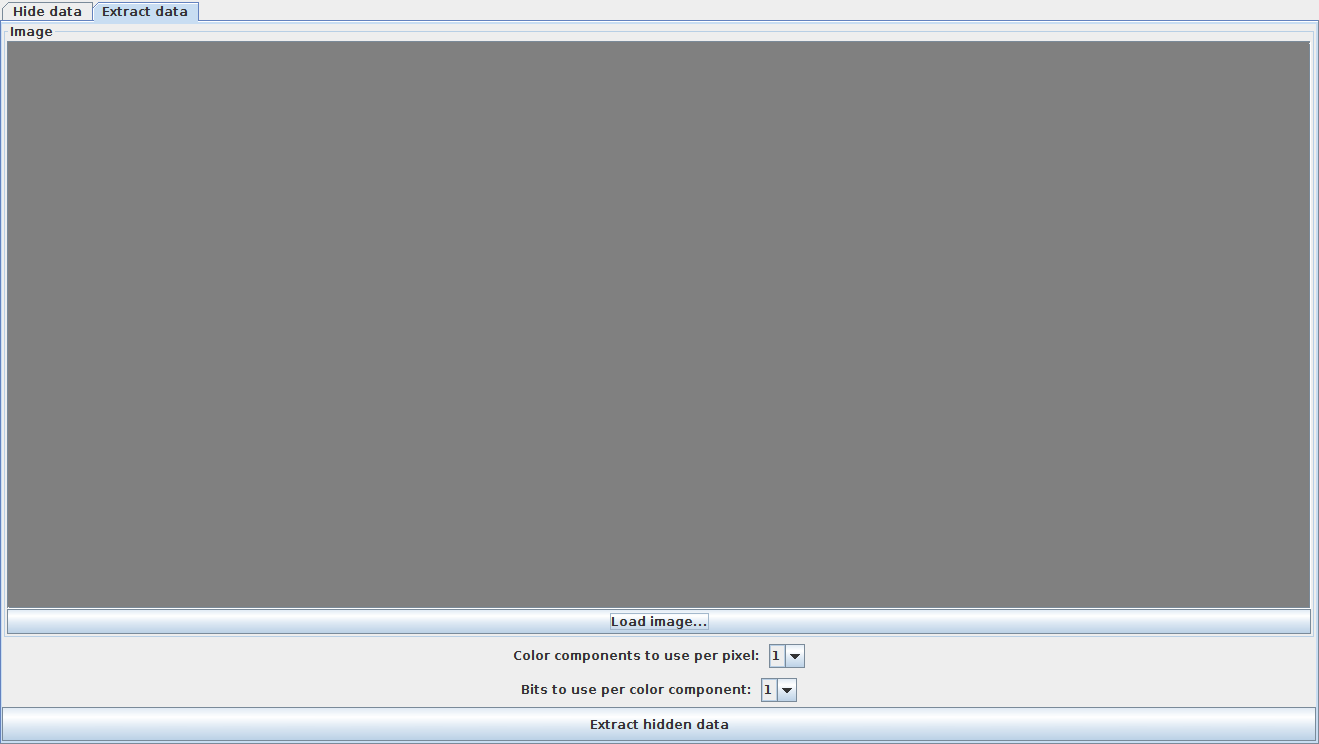 Hide data Extract data
Image
Load image...
Color components to use per pixel: 1
Bits to use per color component: 1
Extract hidden data